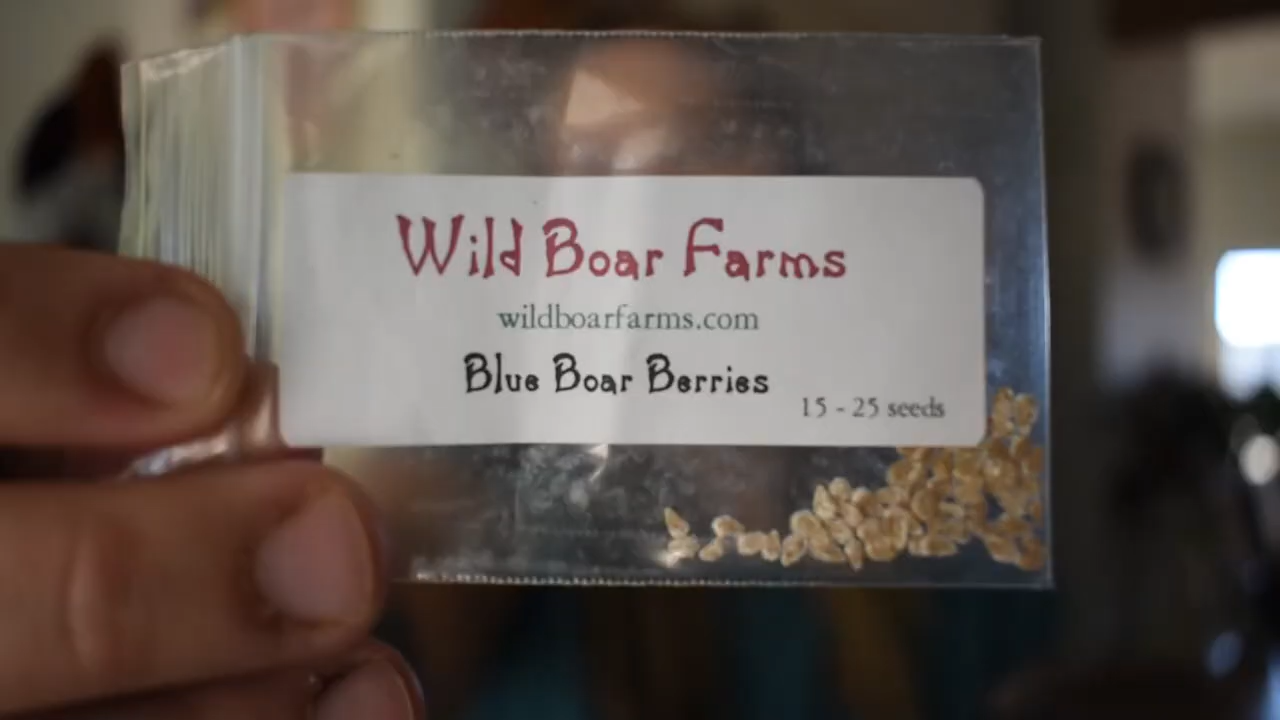 Wild Boar Farms
wildboarfarms.com
Blue Boar Berries
15 - 25 seeds